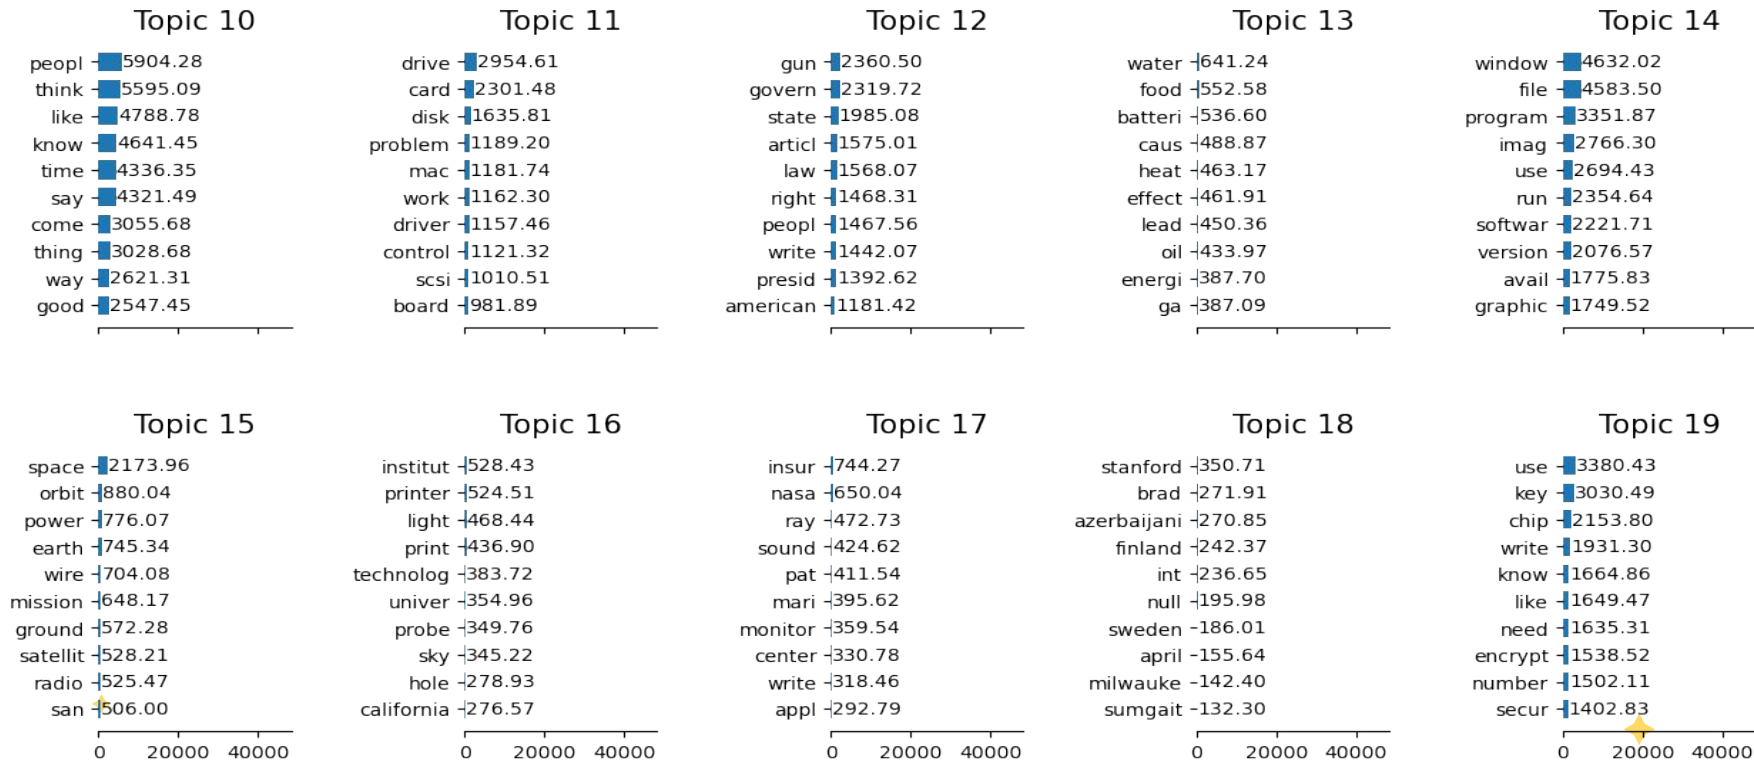 Topic 10 Topic 11 Topic 12 Topic 13 Topic 14
peopl 5904.28 drive 2954.61 gun 2360.50 water 641.24 window 4632.02
think 5595.09 card 2301.48 govern 2319.72 food 552.58 file 4583.50
like 4788.78 disk 1635.81 state 1985.08 batteri 536.60 program 3351.87
know 4641.45 problem 1189.20 articl 1575.01 caus 488.87 imag 2766.30
time 4336.35 mac 1181.74 law 1568.07 heat 463.17 use 2694.43
say 4321.49 work 1162.30 right 1468.31 effect 461.91 run 2354.64
come 3055.68 driver 1157.46 peopl 1467.56 lead 450.36 softwar 2221.71
thing 3028.68 control 1121.32 write 1442.07 oil 433.97 version 2076.57
way 2621.31 scsi 1010.51 presid 1392.62 energi 387.70 avail 1775.83
good 2547.45 board 981.89 american 1181.42 ga 387.09 graphic 1749.52
Topic 15 Topic 16 Topic 17 Topic 18 Topic 19
space 2173.96 institut 528.43 insur 744.27 stanford 350.71 use 3380.43
orbit 880.04 printer 524.51 nasa 650.04 brad 271.91 key 3030.49
power 776.07 light 468.44 ray 472.73 azerbaijani 270.85 chip 2153.80
earth 745.34 print 436.90 sound 424.62 finland 242.37 write 1931.30
wire 704.08 technolog 383.72 pat 411.54 int 236.65 know 1664.86
mission 648.17 univer 354.96 mari 395.62 null 195.98 like 1649.47
ground 572.28 probe 349.76 monitor 359.54 sweden 186.01 need 1635.31
satellit 528.21 sky 345.22 center 330.78 april 155.64 encrypt 1538.52
radio 525.47 hole 278.93 write 318.46 milwauke 142.40 number 1502.11
san 506.00 california 276.57 appl 292.79 sumgait 132.30 secur 1402.83
0 20000 40000 0 20000 40000 0 20000 40000 0 20000 40000 0 20000 40000